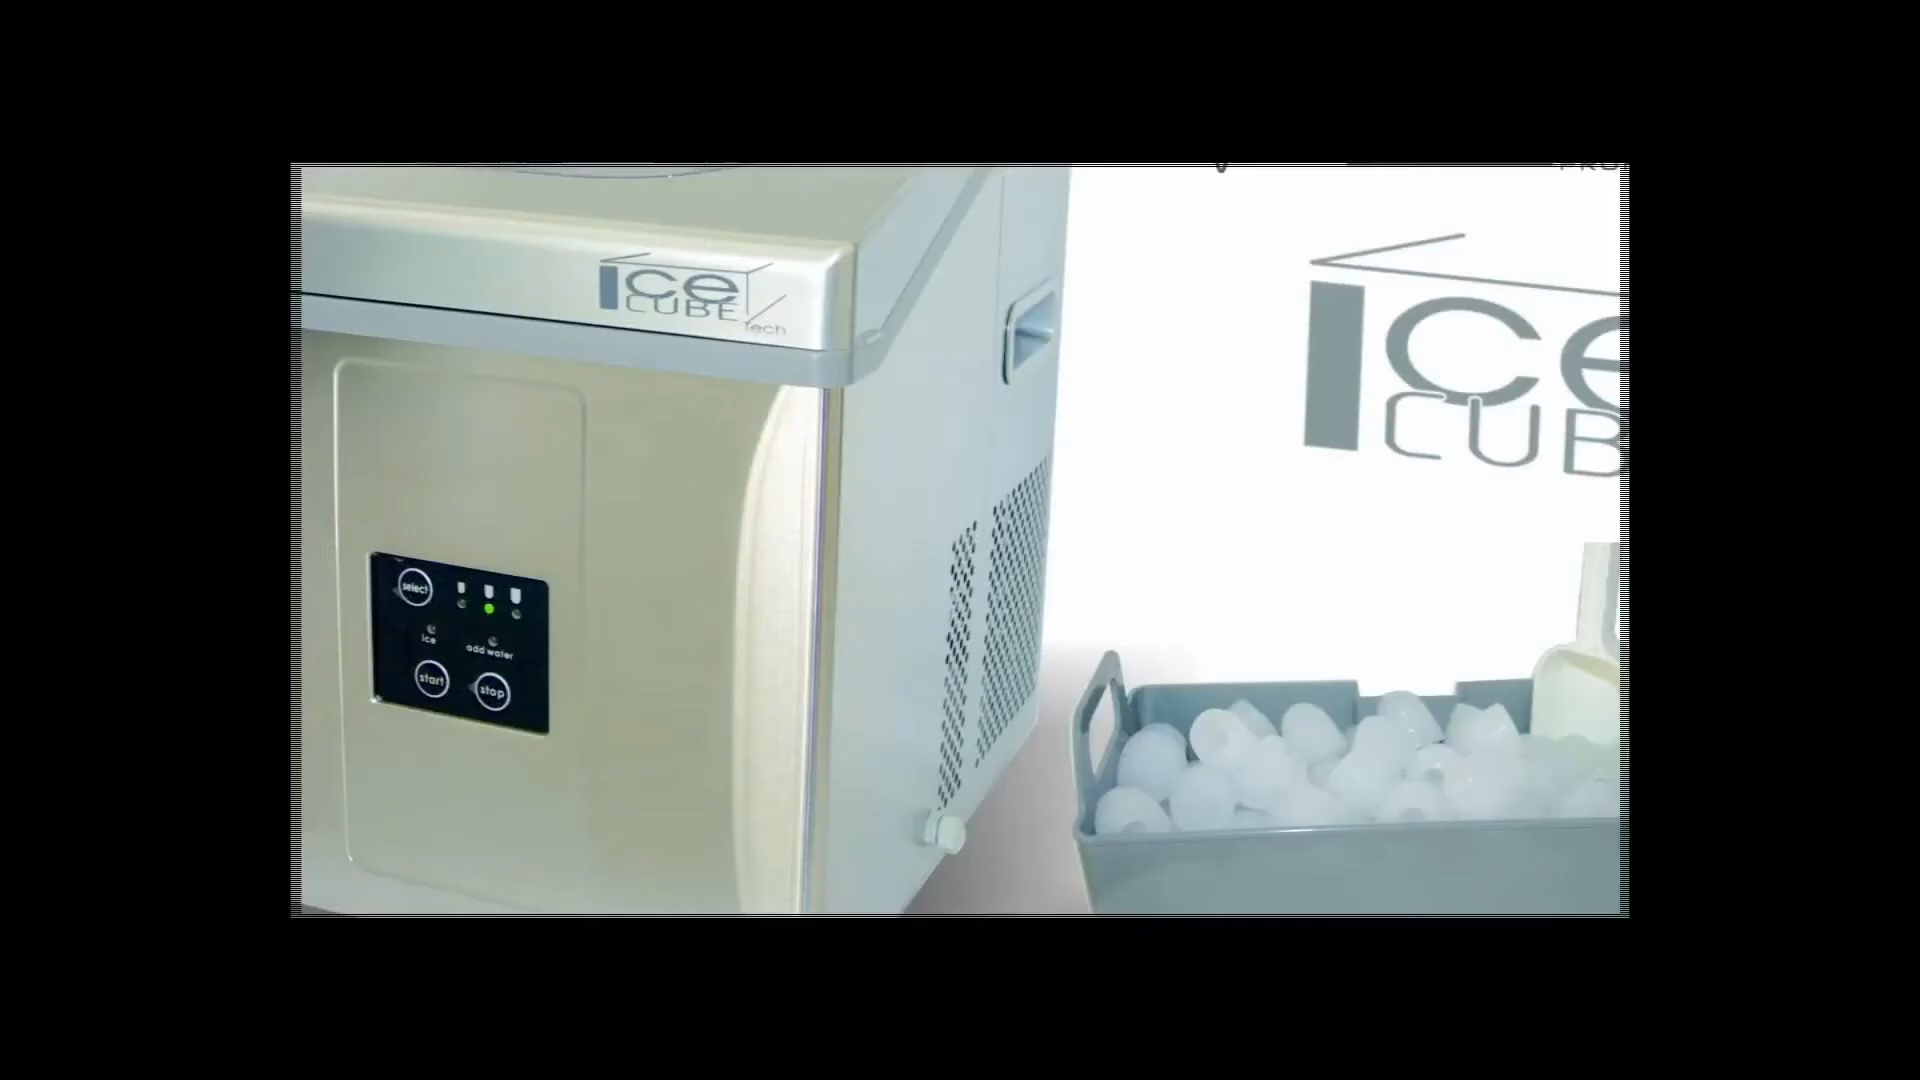 ice
CUBE
Tech
select
ice
add water
start
stop
ice
CUB